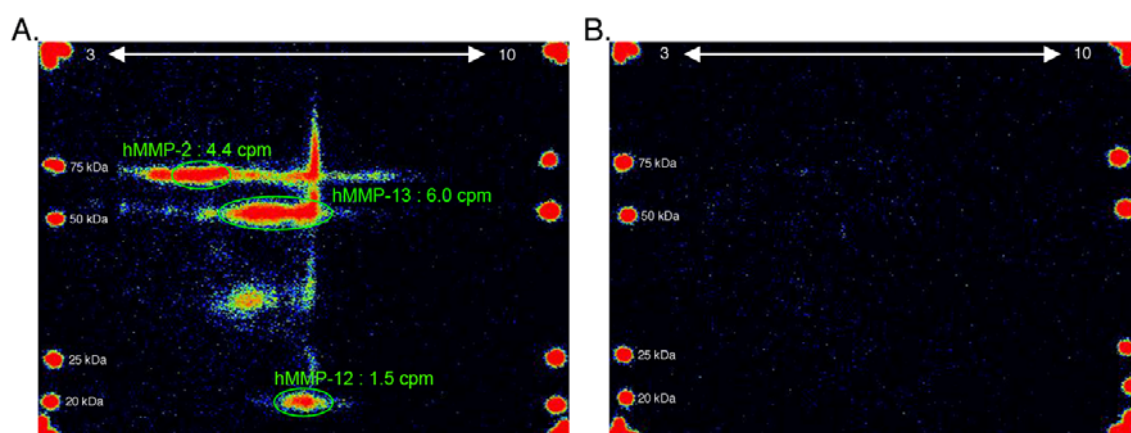 A.
3 10
hMMP-2 : 4.4 cpm
75 kDa
hMMP-13 : 6.0 cpm
50 kDa
25 kDa
hMMP-12 : 1.5 cpm
20 kDa
B.
3 10
75 kDa
50 kDa
25 kDa
20 kDa